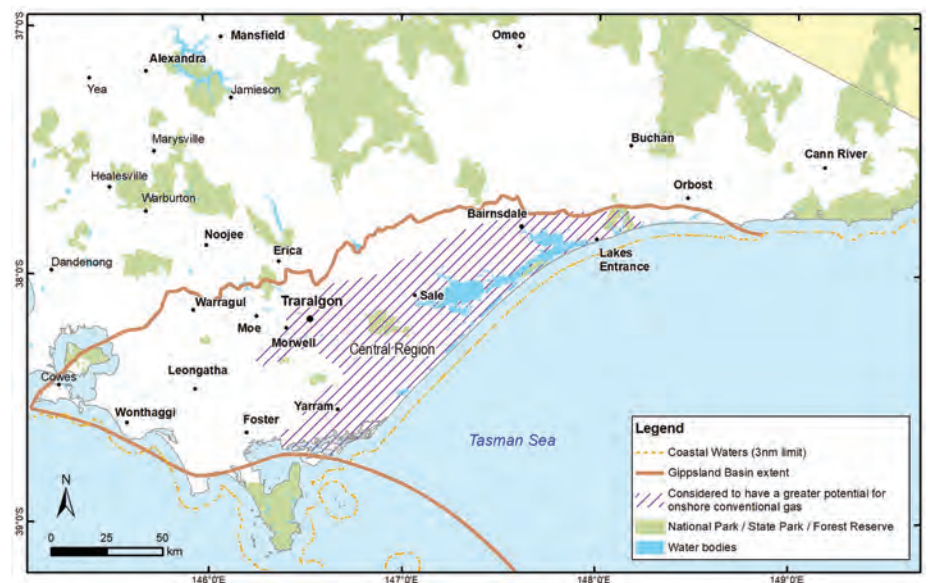 37°0'S
Mansfield
Omeo
Alexandra
Yea
Jamieson
Marysville
Buchan
Cann River
Healesville
Warburton
Orbost
Bairnsdale
Noojee
Erica
Lakes
Entrance
Dandenong
38°0'S
Sale
Warragul
Traralgon
Moe
Morwell
Central Region
Leongatha
Cowes
Yarram
Wonthaggi
Foster
Tasman Sea
Legend
Coastal Waters (3nm limit)
Gippsland Basin extent
Considered to have a greater potential for
onshore conventional gas
National Park / State Park / Forest Reserve
Water bodies
N
39°0'S
0 25 50
km
146°0'E
147°0'E
148°0'E
149°0'E